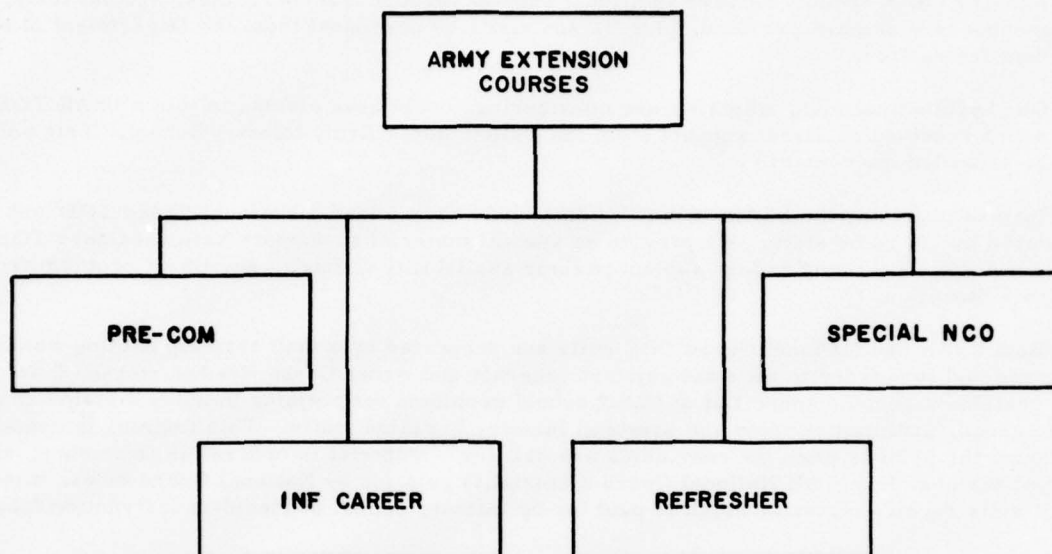 ARMY EXTENSION
COURSES
PRE-COM
SPECIAL NCO
INF CAREER
REFRESHER